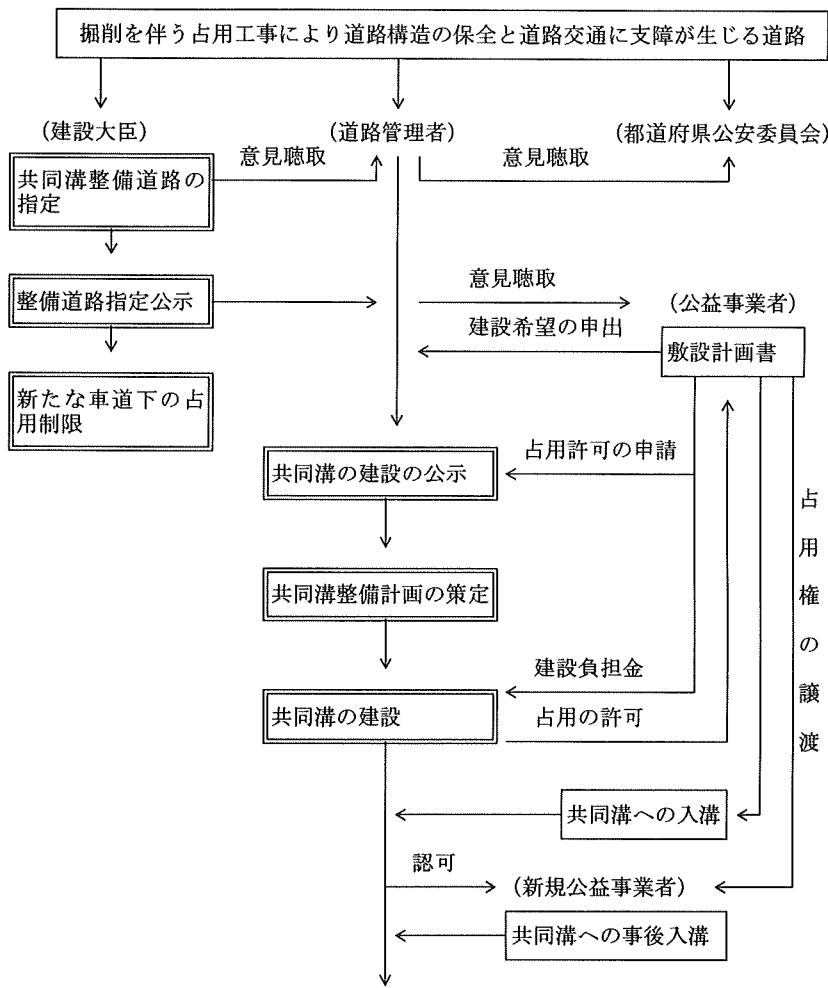 掘削を伴う占用工事により道路構造の保全と道路交通に支障が生じる道路
(建設大臣)
(道路管理者)
(都道府県公安委員会)
共同溝整備道路の
指定
意見聴取
意見聴取
整備道路指定公示
意見聴取
(公益事業者)
建設希望の申出
敷設計画書
新たな車道下の占
用制限
占用許可の申請
共同溝の建設の公示
占用権の譲渡
共同溝整備計画の策定
建設負担金
共同溝の建設
占用の許可
共同溝への入溝
認可
(新規公益事業者)
共同溝への事後入溝